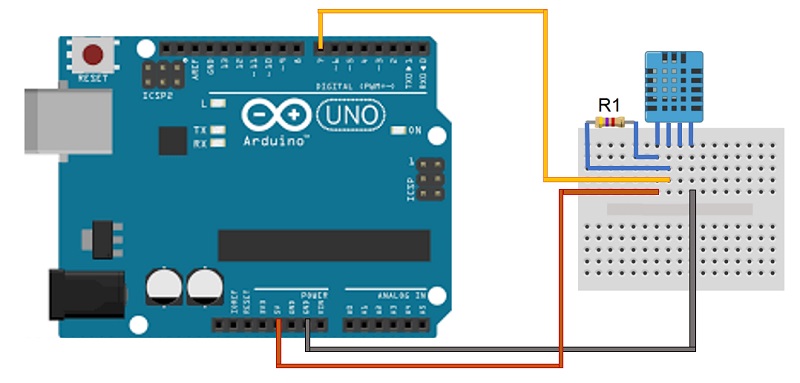 R1
RESET
AREF GND 13 12 ~11 ~10 ~9 8 7 ~6 ~5 ~4 ~3 2 TX0▶1 RX0◀0
ICSP2
DIGITAL (PWM~)
L
TX
RX
UNO
ON
Arduino™
1
ICSP
POWER
ANALOG IN
IOREF RESET 3V3 5V GND GND VIN A0 A1 A2 A3 A4 A5